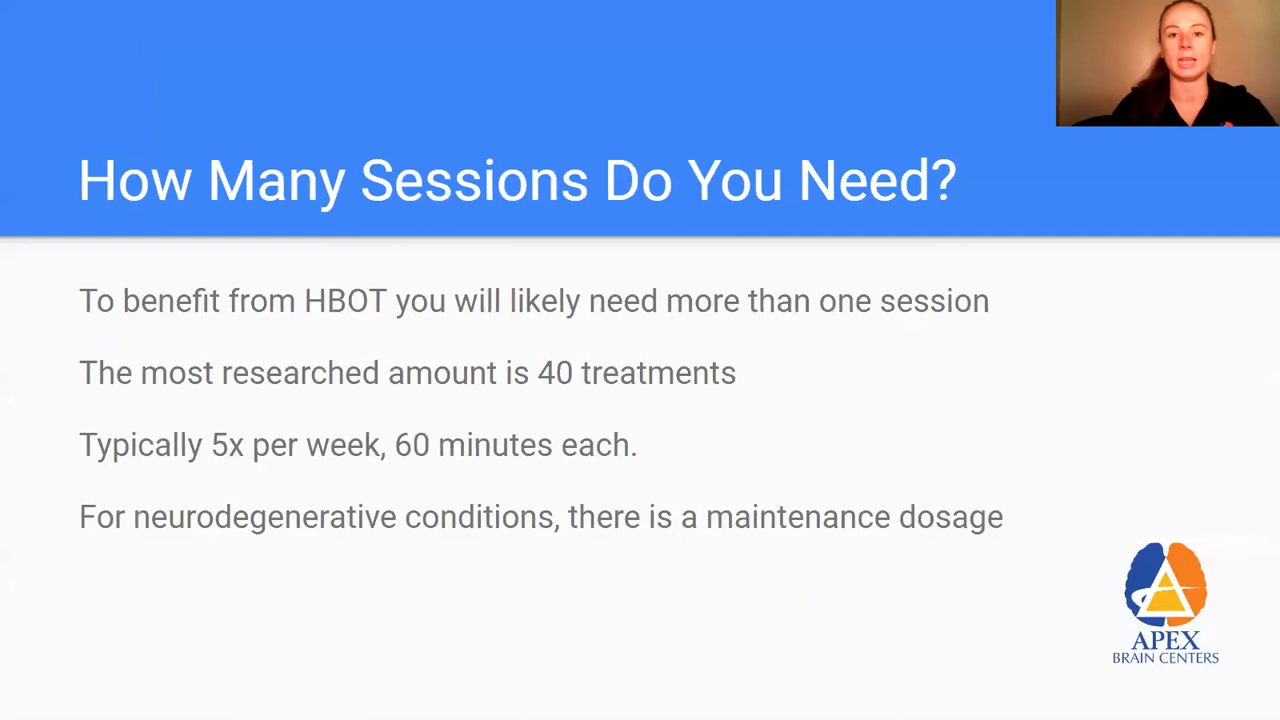 How Many Sessions Do You Need?
To benefit from HBOT you will likely need more than one session
The most researched amount is 40 treatments
Typically 5x per week, 60 minutes each.
For neurodegenerative conditions, there is a maintenance dosage
APEX
BRAIN CENTERS